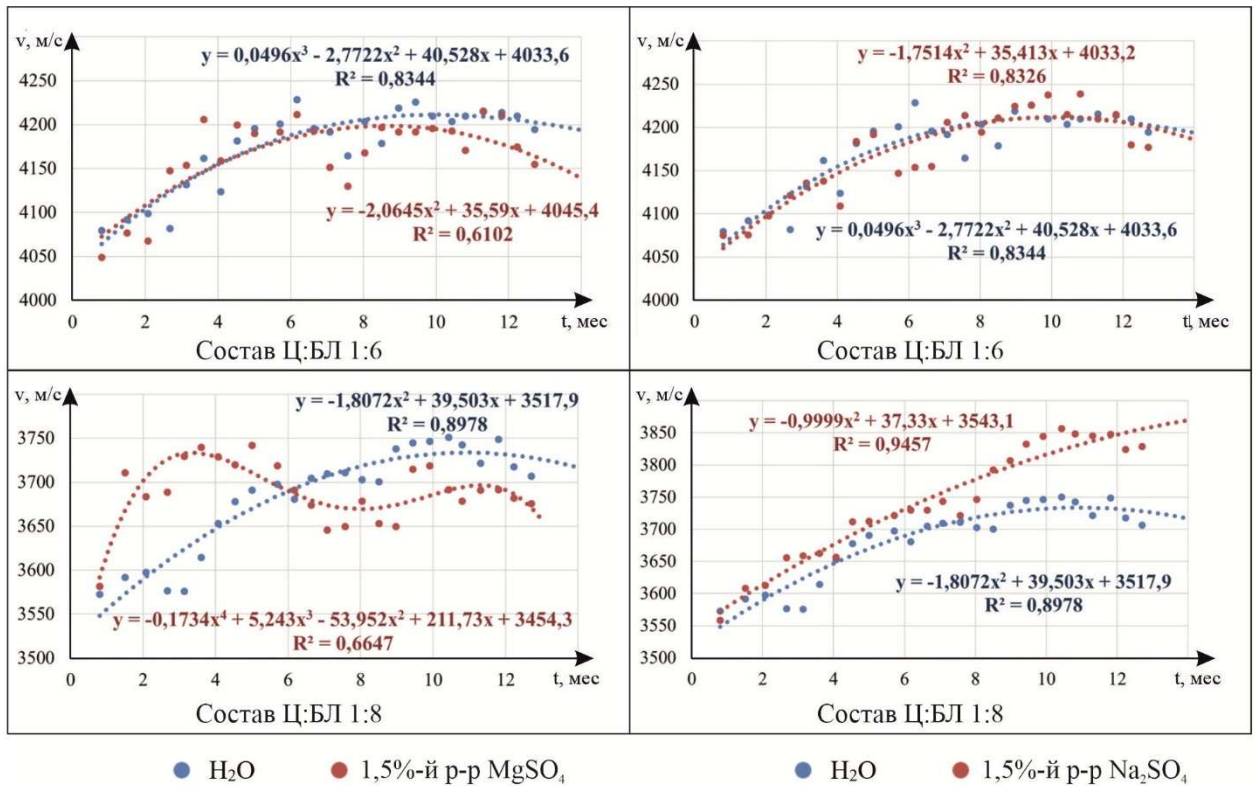 v, м/с
y = 0,0496x³ - 2,7722x² + 40,528x + 4033,6
R² = 0,8344
4250
4200
4150
4100
4050
4000
y = -2,0645x² + 35,59x + 4045,4
R² = 0,6102
0 2 4 6 8 10 12 t, мес
Состав Ц:БЛ 1:6
v, м/с
y = -1,7514x² + 35,413x + 4033,2
R² = 0,8326
4250
4200
4150
4100
4050
4000
y = 0,0496x³ - 2,7722x² + 40,528x + 4033,6
R² = 0,8344
0 2 4 6 8 10 12 t, мес
Состав Ц:БЛ 1:6
v, м/с
y = -1,8072x² + 39,503x + 3517,9
R² = 0,8978
3750
3700
3650
3600
3550
3500
y = -0,1734x⁴ + 5,243x³ - 53,952x² + 211,73x + 3454,3
R² = 0,6647
0 2 4 6 8 10 12 t, мес
Состав Ц:БЛ 1:8
v, м/с
y = -0,9999x² + 37,33x + 3543,1
R² = 0,9457
3850
3800
3750
3700
3650
3600
3550
3500
y = -1,8072x² + 39,503x + 3517,9
R² = 0,8978
0 2 4 6 8 10 12 t, мес
Состав Ц:БЛ 1:8
H₂O 1,5%-й р-р MgSO₄
H₂O 1,5%-й р-р Na₂SO₄